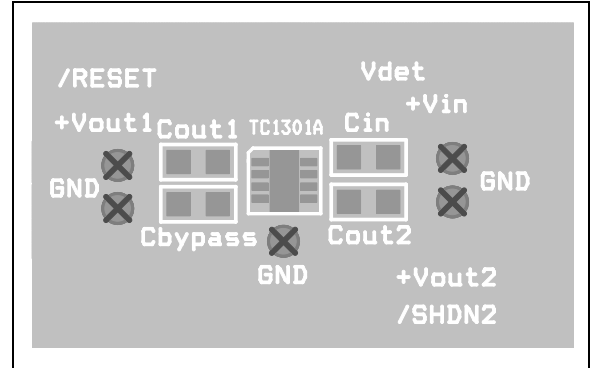 /RESET
Vdet
+Vin
+Vout1
Cout1
TC1301A
Cin
GND
GND
Cbypass
Cout2
GND
+Vout2
/SHDN2